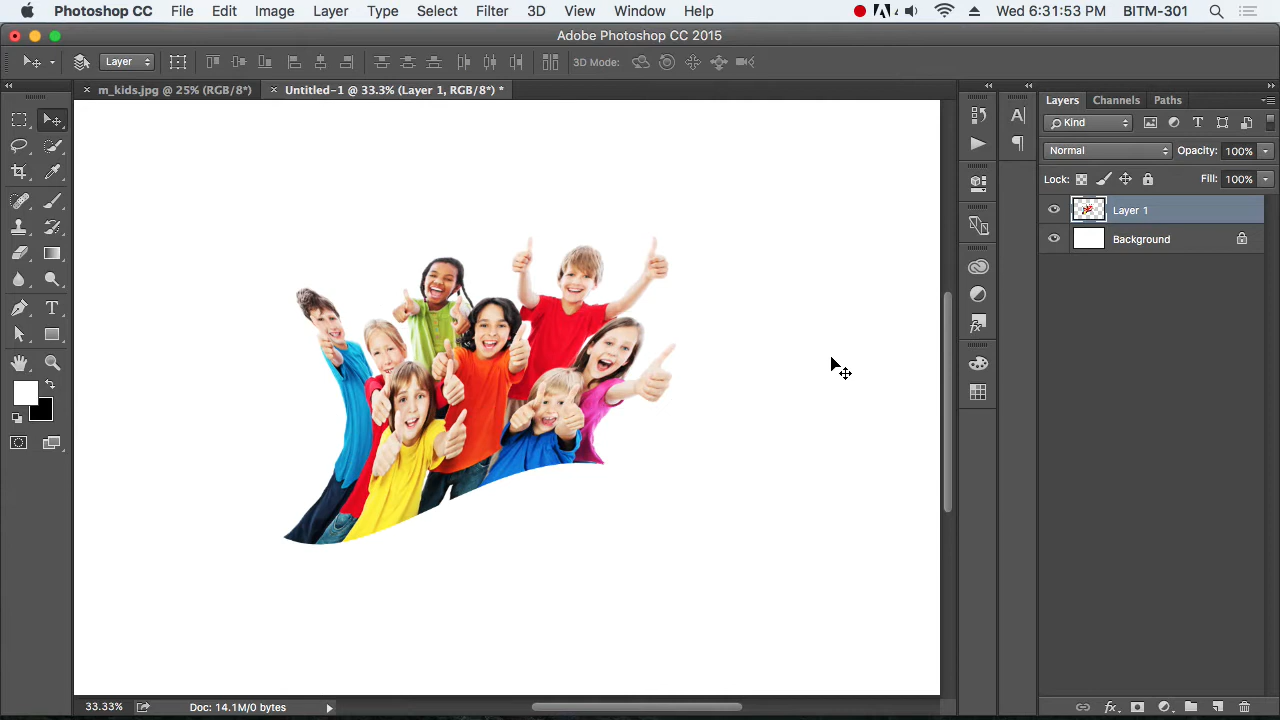 Photoshop CC File Edit Image Layer Type Select Filter 3D View Window Help Wed 6:31:53 PM BITM-301
Adobe Photoshop CC 2015
Layer 3D Mode:
m_kids.jpg @ 25% (RGB/8*) Untitled-1 @ 33.3% (Layer 1, RGB/8*) *
Layers Channels Paths
Kind
Normal Opacity: 100%
Lock: Fill: 100%
Layer 1
Background
33.33% Doc: 14.1M/0 bytes